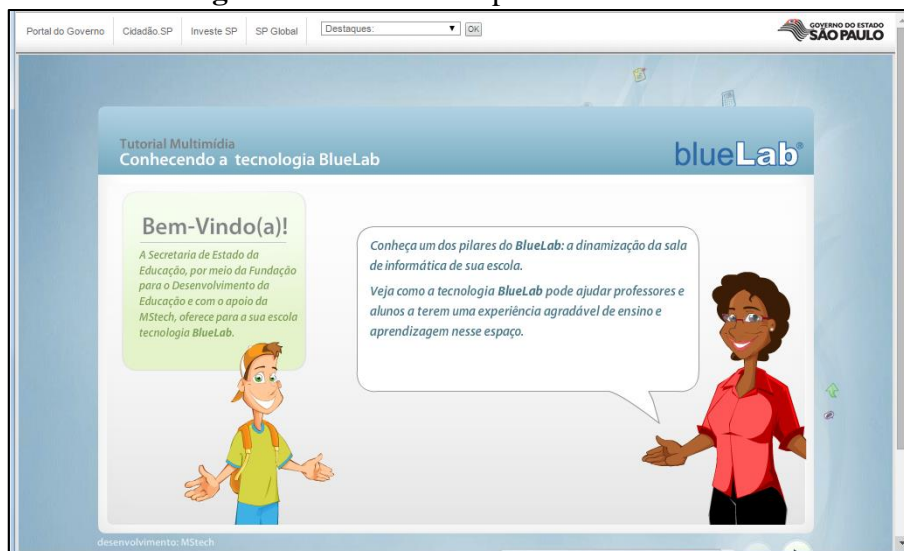 Portal do Governo Cidadão.SP Investe SP SP Global Destaques: OK
GOVERNO DO ESTADO
SÃO PAULO
Tutorial Multimídia
Conhecendo a tecnologia BlueLab
blueLab®
Bem-Vindo(a)!
A Secretaria de Estado da
Educação, por meio da Fundação
para o Desenvolvimento da
Educação e com o apoio da
MStech, oferece para a sua escola
tecnologia BlueLab.
Conheça um dos pilares do BlueLab: a dinamização da sala
de informática de sua escola.
Veja como a tecnologia BlueLab pode ajudar professores e
alunos a terem uma experiência agradável de ensino e
aprendizagem nesse espaço.
desenvolvimento: MStech